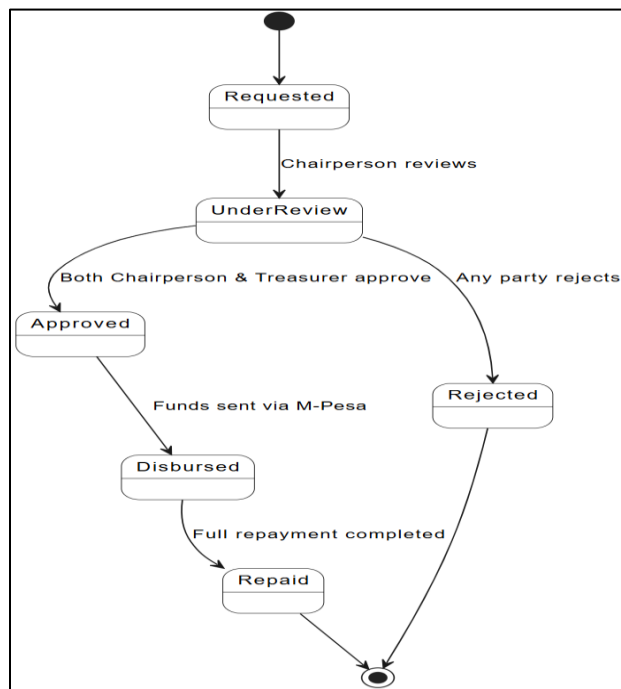 Requested
Chairperson reviews
UnderReview
Both Chairperson & Treasurer approve
Any party rejects
Approved
Rejected
Funds sent via M-Pesa
Disbursed
Full repayment completed
Repaid